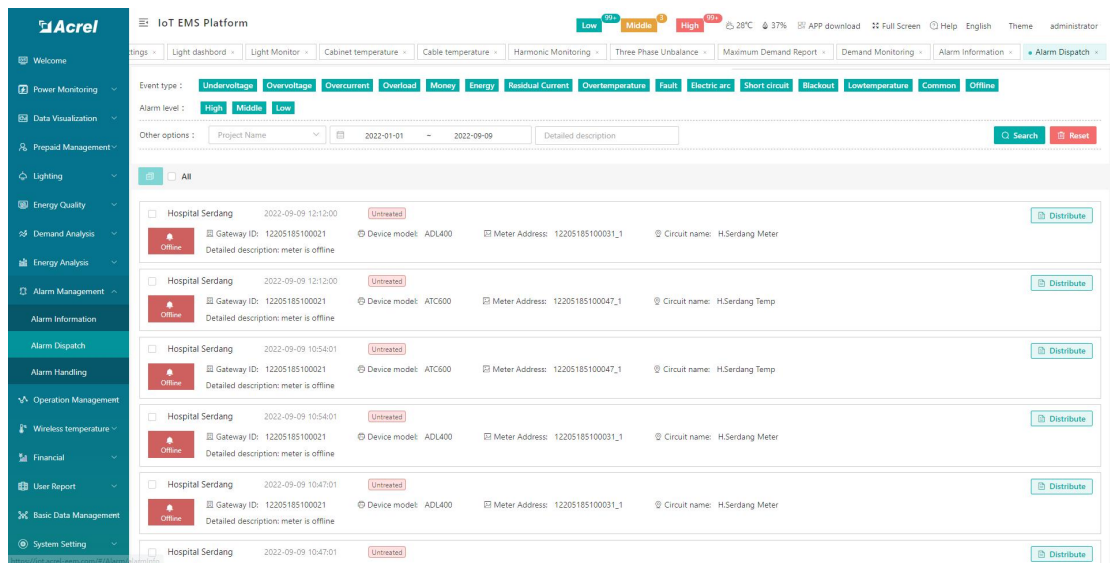 Acrel
IoT EMS Platform
Low 99+ Middle 3 High 99+ 28℃ 37% APP download Full Screen Help English Theme administrator
tings × Light dashbord × Light Monitor × Cabinet temperature × Cable temperature × Harmonic Monitoring × Three Phase Unbalance × Maximum Demand Report × Demand Monitoring × Alarm Information × Alarm Dispatch ×
Welcome
Power Monitoring
Data Visualization
Prepaid Management
Lighting
Energy Quality
Demand Analysis
Energy Analysis
Alarm Management
Alarm Information
Alarm Dispatch
Alarm Handling
Operation Management
Wireless temperature
Financial
User Report
Basic Data Management
System Setting
Event type : Undervoltage Overvoltage Overcurrent Overload Money Energy Residual Current Overtemperature Fault Electric arc Short circuit Blackout Lowtemperature Common Offline
Alarm level : High Middle Low
Other options : Project Name 2022-01-01 ~ 2022-09-09 Detailed description Search Reset
All
Hospital Serdang 2022-09-09 12:12:00 Untreated Distribute
Offline Gateway ID: 12205185100021 Device model: ADL400 Meter Address: 12205185100031_1 Circuit name: H.Serdang Meter
Detailed description: meter is offline
Hospital Serdang 2022-09-09 12:12:00 Untreated Distribute
Offline Gateway ID: 12205185100021 Device model: ATC600 Meter Address: 12205185100047_1 Circuit name: H.Serdang Temp
Detailed description: meter is offline
Hospital Serdang 2022-09-09 10:54:01 Untreated Distribute
Offline Gateway ID: 12205185100021 Device model: ATC600 Meter Address: 12205185100047_1 Circuit name: H.Serdang Temp
Detailed description: meter is offline
Hospital Serdang 2022-09-09 10:54:01 Untreated Distribute
Offline Gateway ID: 12205185100021 Device model: ADL400 Meter Address: 12205185100031_1 Circuit name: H.Serdang Meter
Detailed description: meter is offline
Hospital Serdang 2022-09-09 10:47:01 Untreated Distribute
Offline Gateway ID: 12205185100021 Device model: ADL400 Meter Address: 12205185100031_1 Circuit name: H.Serdang Meter
Detailed description: meter is offline
Hospital Serdang 2022-09-09 10:47:01 Untreated Distribute